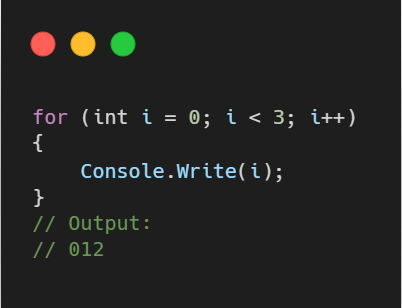 for (int i = 0; i < 3; i++)
{
    Console.Write(i);
}
// Output:
// 012